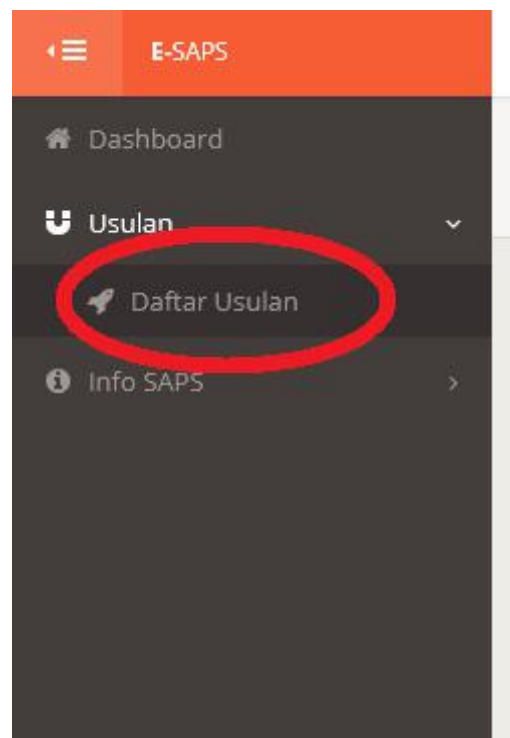 E-SAPS
Dashboard
Usulan
Daftar Usulan
Info SAPS